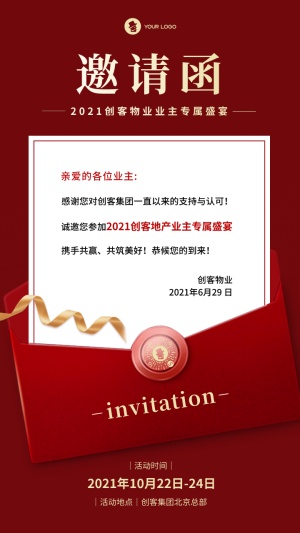 YOUR LOGO
邀请函
2021创客物业业主专属盛宴
亲爱的各位业主:
感谢您对创客集团一直以来的支持与认可！
诚邀您参加2021创客地产业主专属盛宴
携手共赢、共筑美好！恭候您的到来！
创客物业
2021年6月29 日
–invitation–
｜活动时间｜
2021年10月22日-24日
｜活动地点｜创客集团北京总部